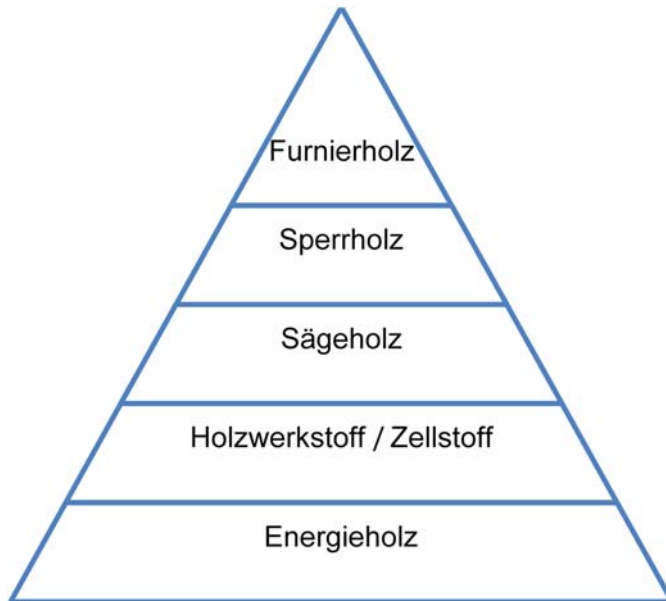 Furnierholz
Sperrholz
Sägeholz
Holzwerkstoff / Zellstoff
Energieholz